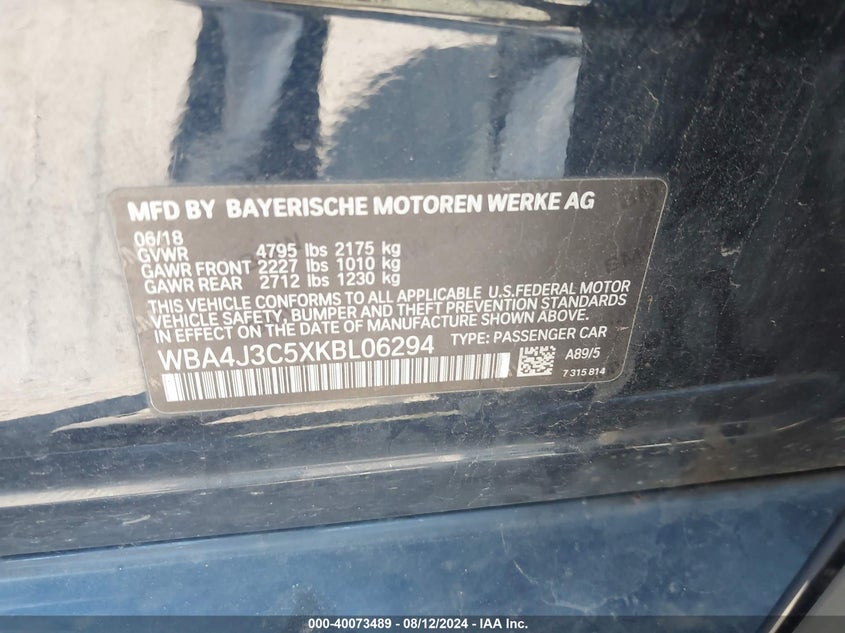 MFD BY BAYERISCHE MOTOREN WERKE AG
06/18
GVWR 4795 lbs 2175 kg
GAWR FRONT 2227 lbs 1010 kg
GAWR REAR 2712 lbs 1230 kg
THIS VEHICLE CONFORMS TO ALL APPLICABLE U.S.FEDERAL MOTOR
VEHICLE SAFETY, BUMPER AND THEFT PREVENTION STANDARDS
IN EFFECT ON THE DATE OF MANUFACTURE SHOWN ABOVE.
WBA4J3C5XKBL06294 TYPE: PASSENGER CAR
A89/5
7 315 814
000-40073489 - 08/12/2024 - IAA Inc.